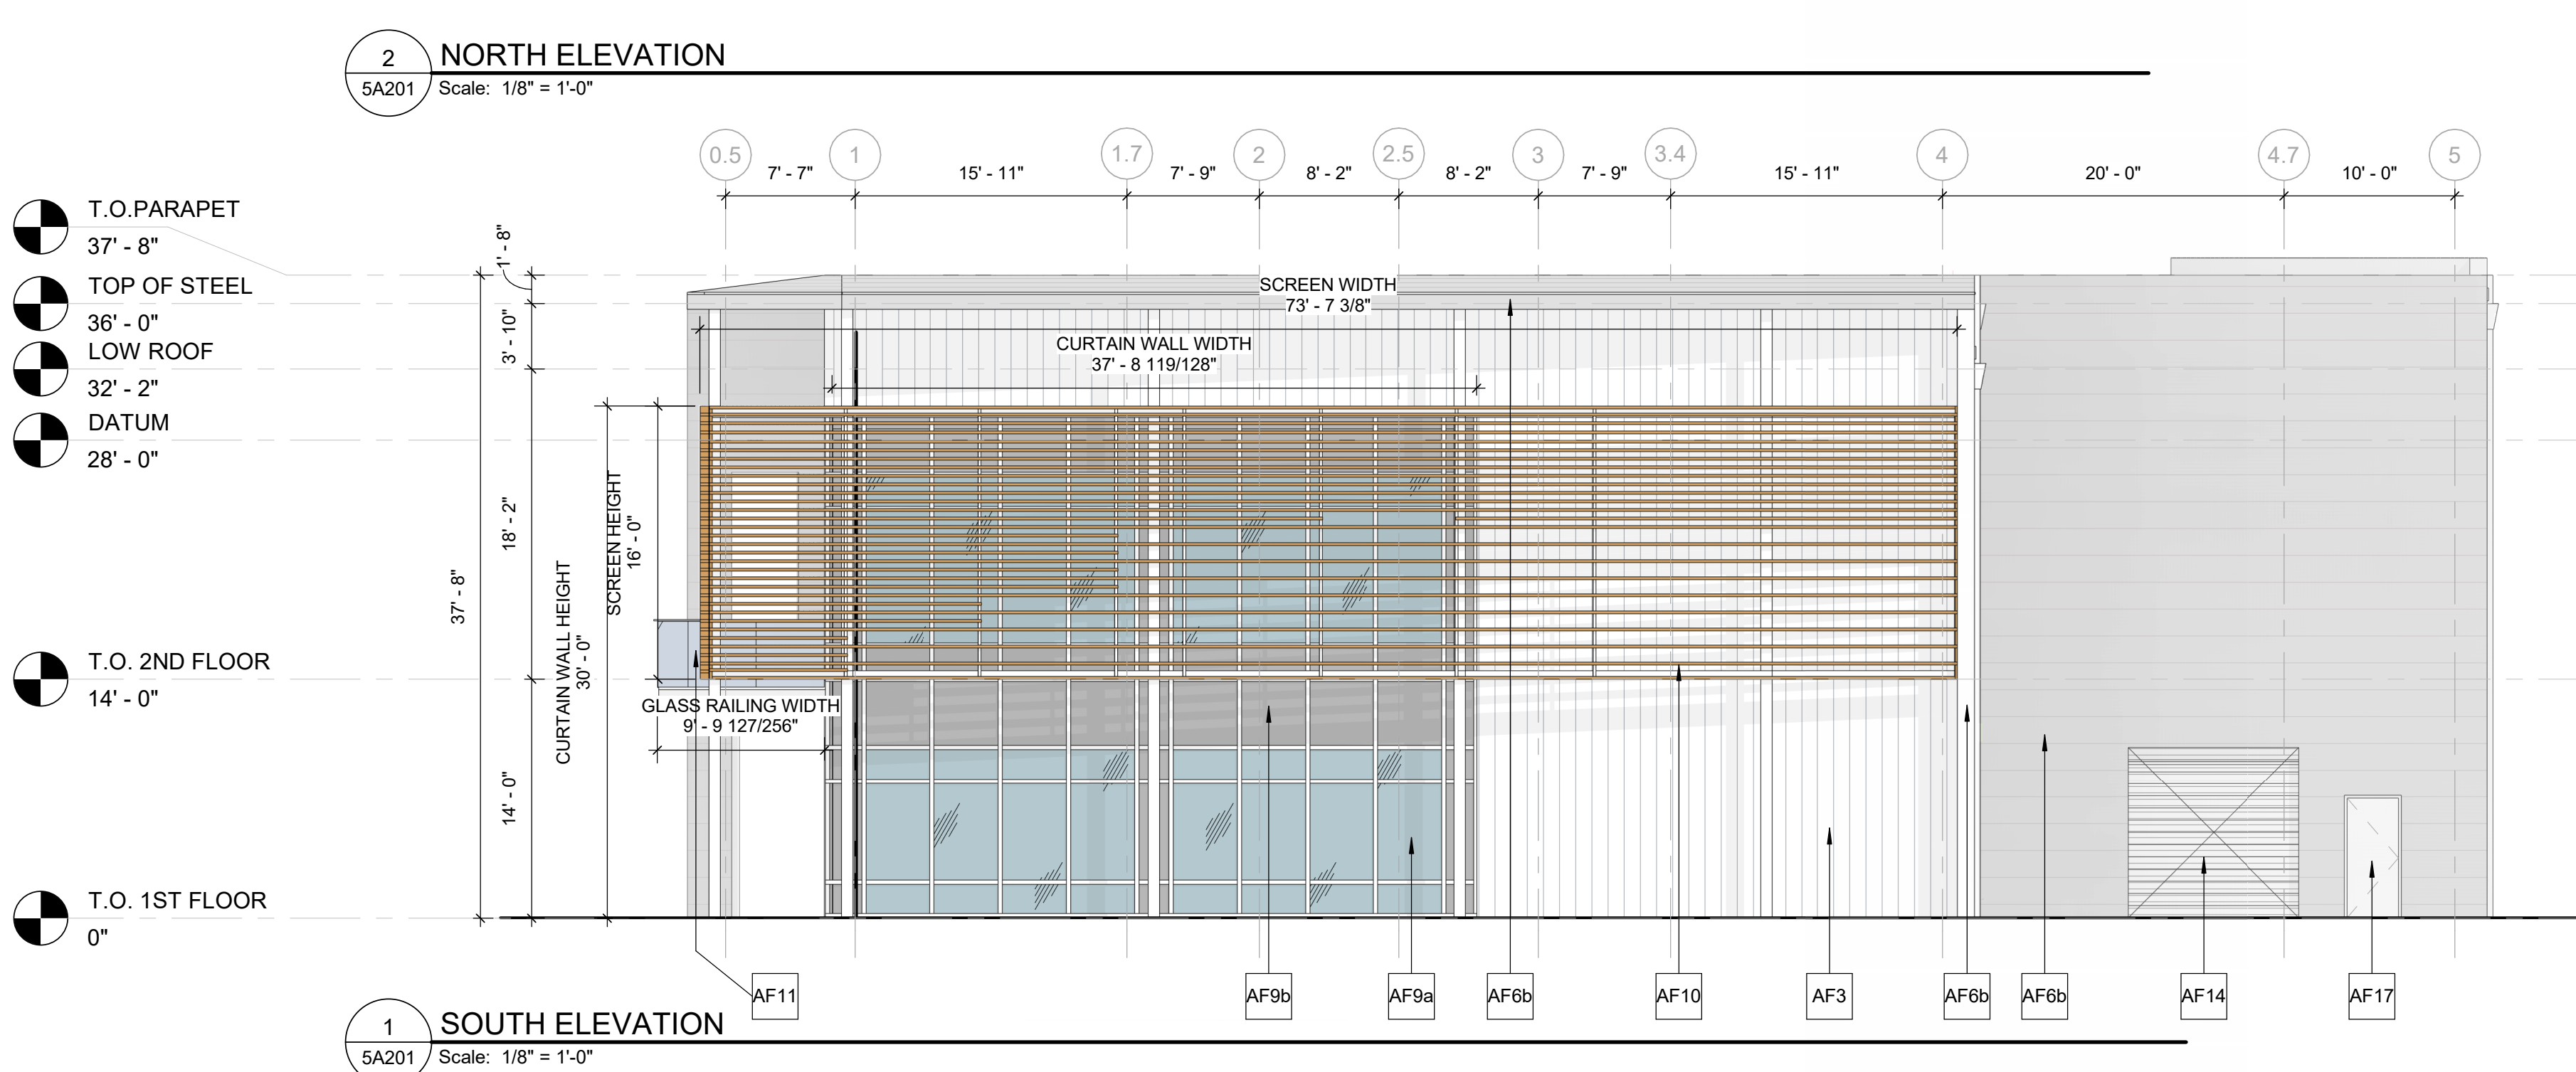 2
5A201
NORTH ELEVATION
Scale: 1/8" = 1'-0"
0.5
1
1.7
2
2.5
3
3.4
4
4.7
5
7' - 7"
15' - 11"
7' - 9"
8' - 2"
8' - 2"
7' - 9"
15' - 11"
20' - 0"
10' - 0"
T.O.PARAPET
37' - 8"
TOP OF STEEL
36' - 0"
LOW ROOF
32' - 2"
DATUM
28' - 0"
T.O. 2ND FLOOR
14' - 0"
T.O. 1ST FLOOR
0"
1' - 8"
3' - 10"
18' - 2"
14' - 0"
37' - 8"
CURTAIN WALL HEIGHT
30' - 0"
SCREEN HEIGHT
16' - 0"
SCREEN WIDTH
73' - 7 3/8"
CURTAIN WALL WIDTH
37' - 8 119/128"
GLASS RAILING WIDTH
9' - 9 127/256"
AF11
AF9b
AF9a
AF6b
AF10
AF3
AF6b
AF6b
AF14
AF17
1
5A201
SOUTH ELEVATION
Scale: 1/8" = 1'-0"